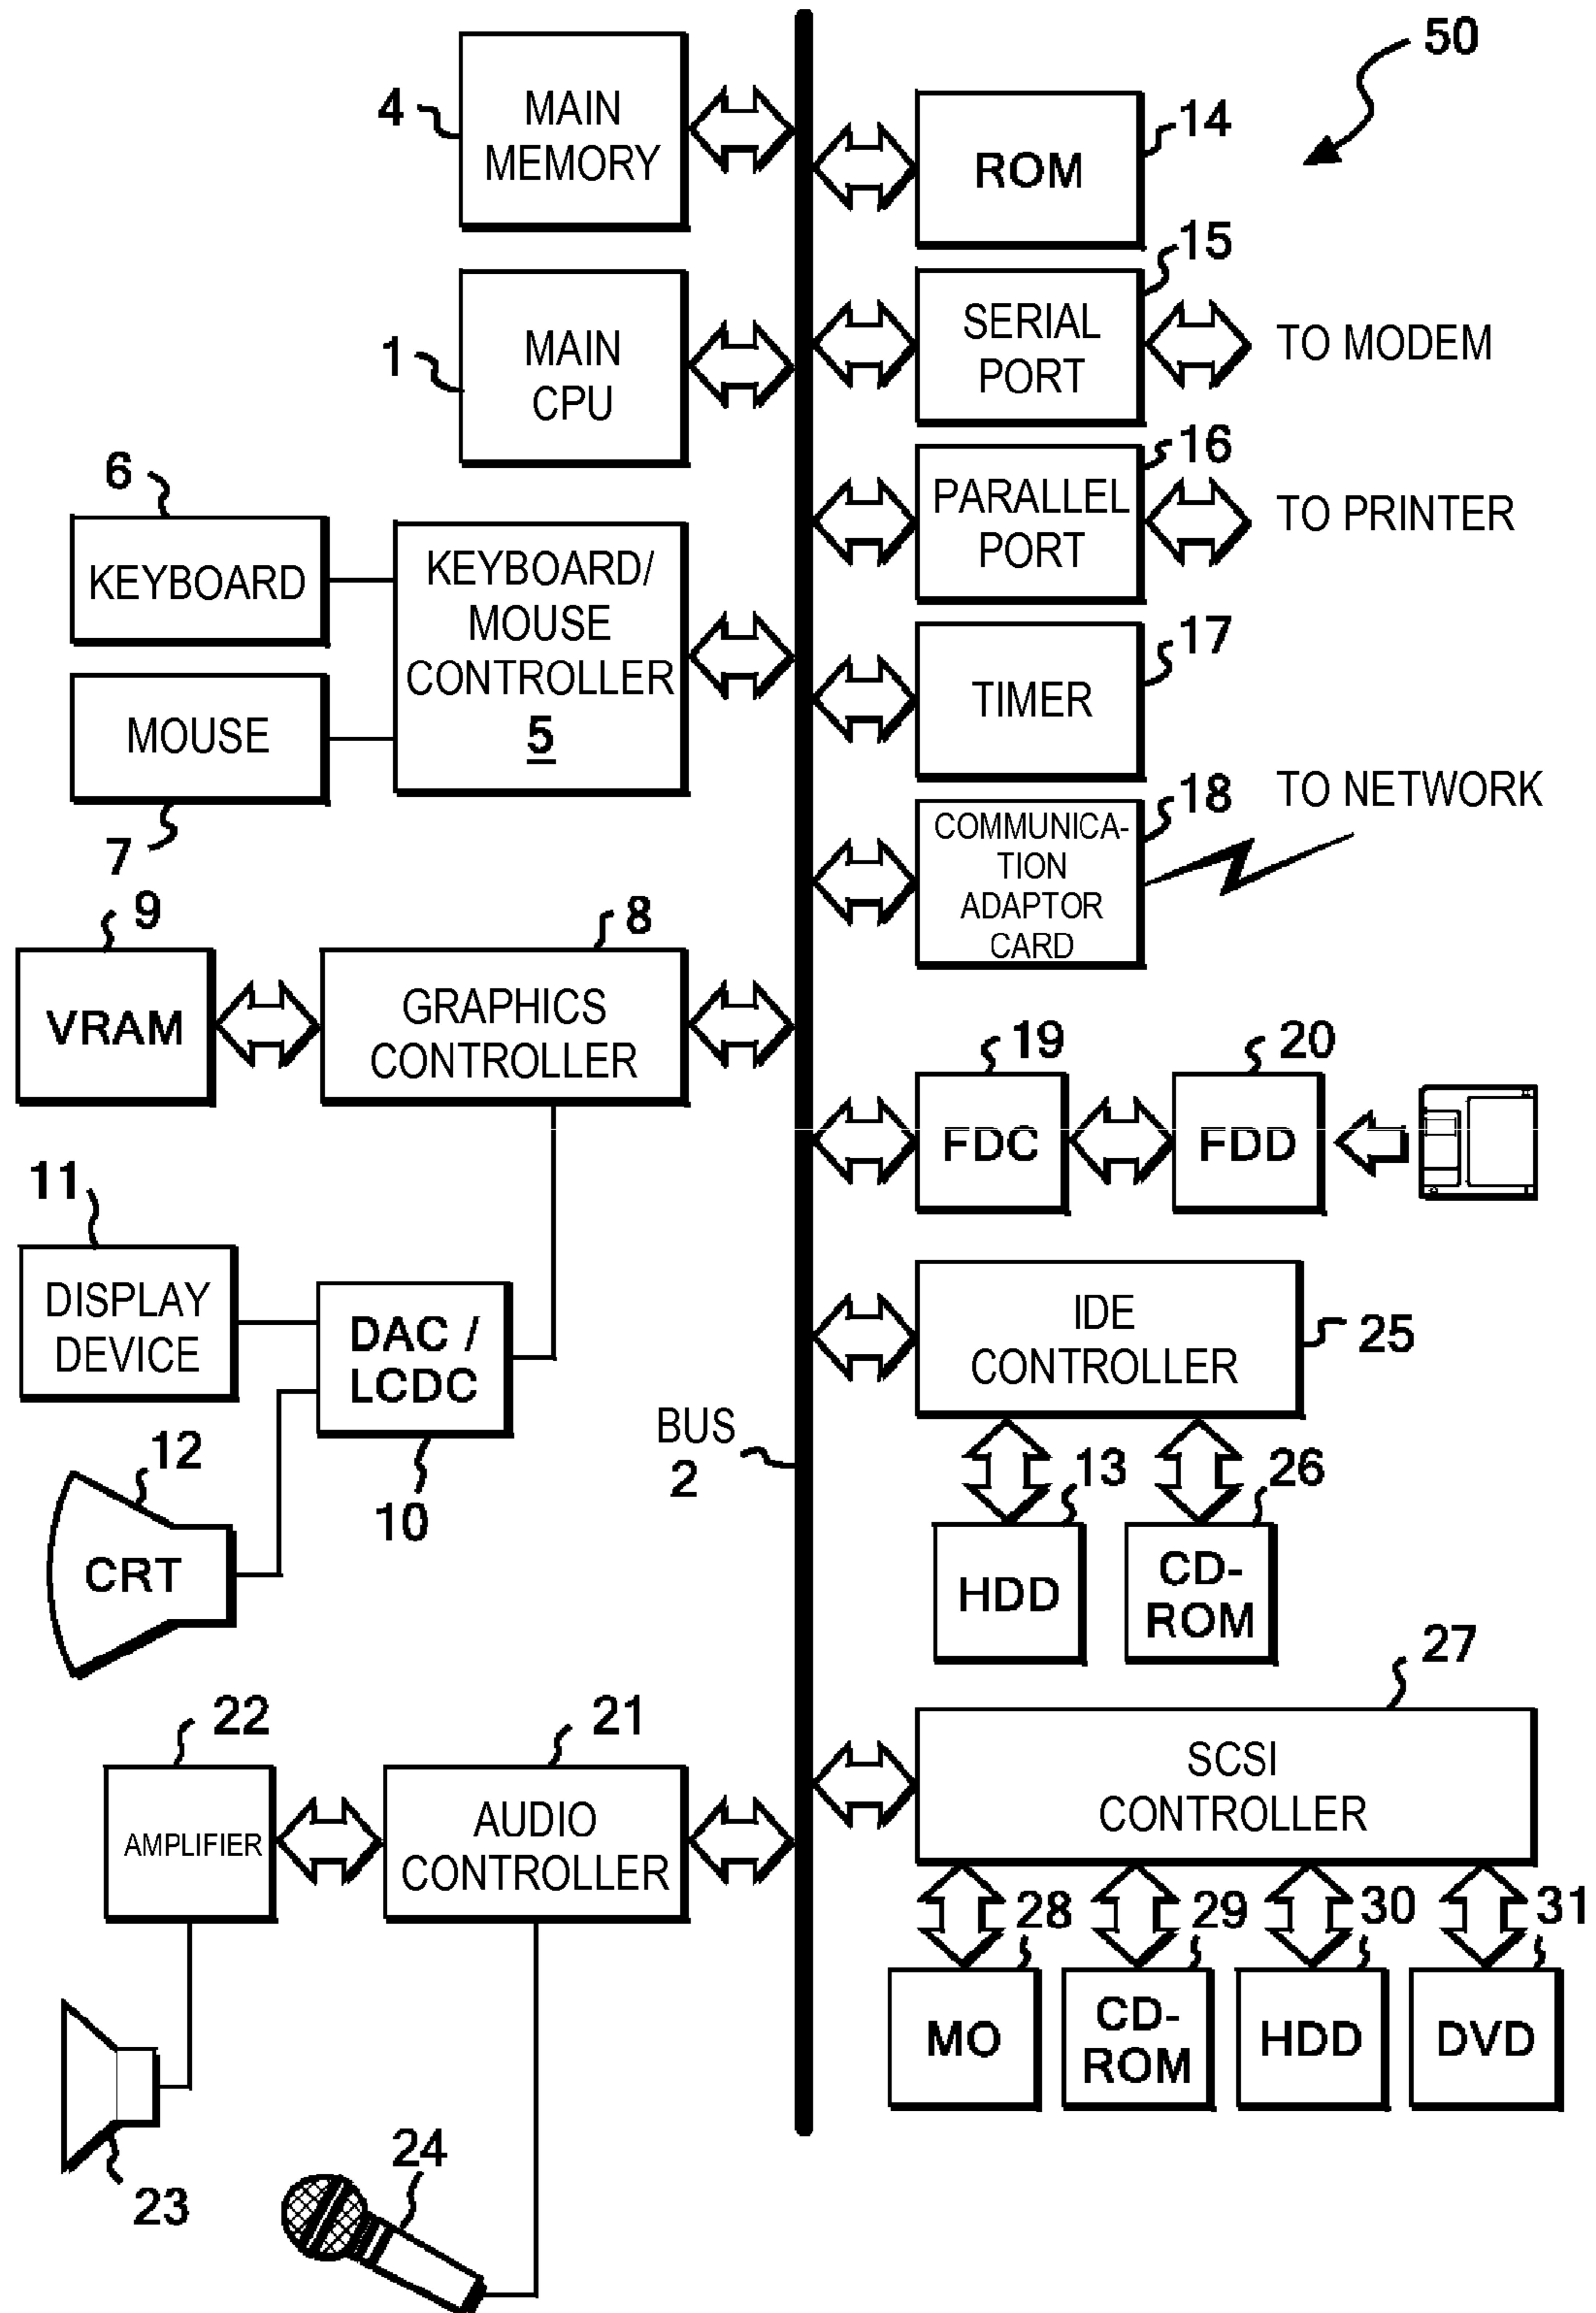 50
4
MAIN
MEMORY
14
ROM
1
MAIN
CPU
15
SERIAL
PORT
TO MODEM
16
PARALLEL
PORT
TO PRINTER
6
KEYBOARD
KEYBOARD/
MOUSE
CONTROLLER
5
MOUSE
7
17
TIMER
18
COMMUNICA-
TION
ADAPTOR
CARD
TO NETWORK
9
VRAM
8
GRAPHICS
CONTROLLER
19
FDC
20
FDD
11
DISPLAY
DEVICE
DAC /
LCDC
10
12
CRT
BUS
2
IDE
CONTROLLER
25
13
HDD
26
CD-
ROM
27
SCSI
CONTROLLER
22
AMPLIFIER
21
AUDIO
CONTROLLER
28
MO
29
CD-
ROM
30
HDD
31
DVD
23
24